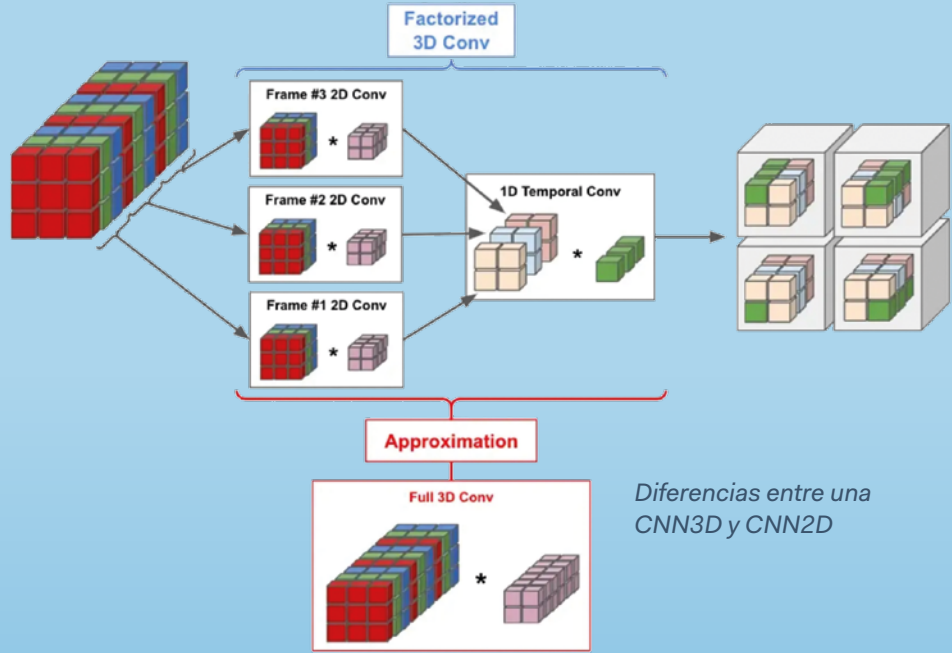 Factorized
3D Conv
Frame #3 2D Conv
*
Frame #2 2D Conv
*
Frame #1 2D Conv
*
1D Temporal Conv
*
Approximation
Full 3D Conv
*
Diferencias entre una
CNN3D y CNN2D